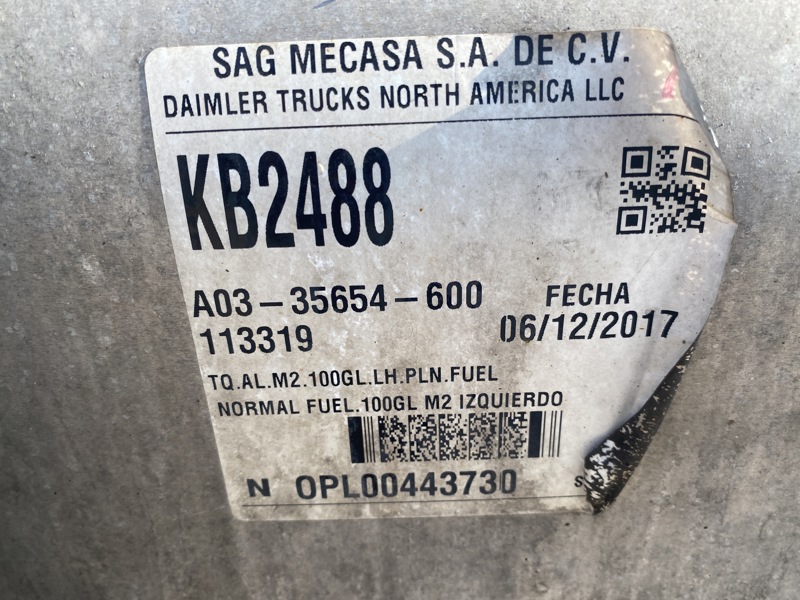 SAG MECASA S.A. DE C.V.
DAIMLER TRUCKS NORTH AMERICA LLC
KB2488
A03-35654-600 FECHA
113319 06/12/2017
TQ.AL.M2.100GL.LH.PLN.FUEL
NORMAL FUEL.100GL M2 IZQUIERDO
N OPL00443730 S